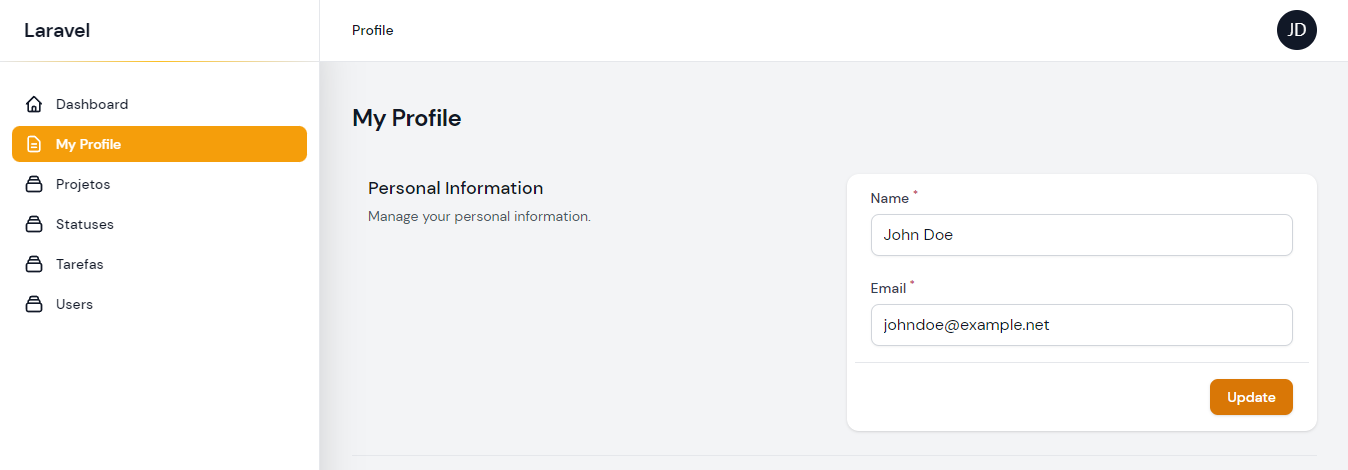 Laravel
Profile
JD
Dashboard
My Profile
Projetos
Statuses
Tarefas
Users
My Profile
Personal Information
Manage your personal information.
Name *
John Doe
Email *
johndoe@example.net
Update